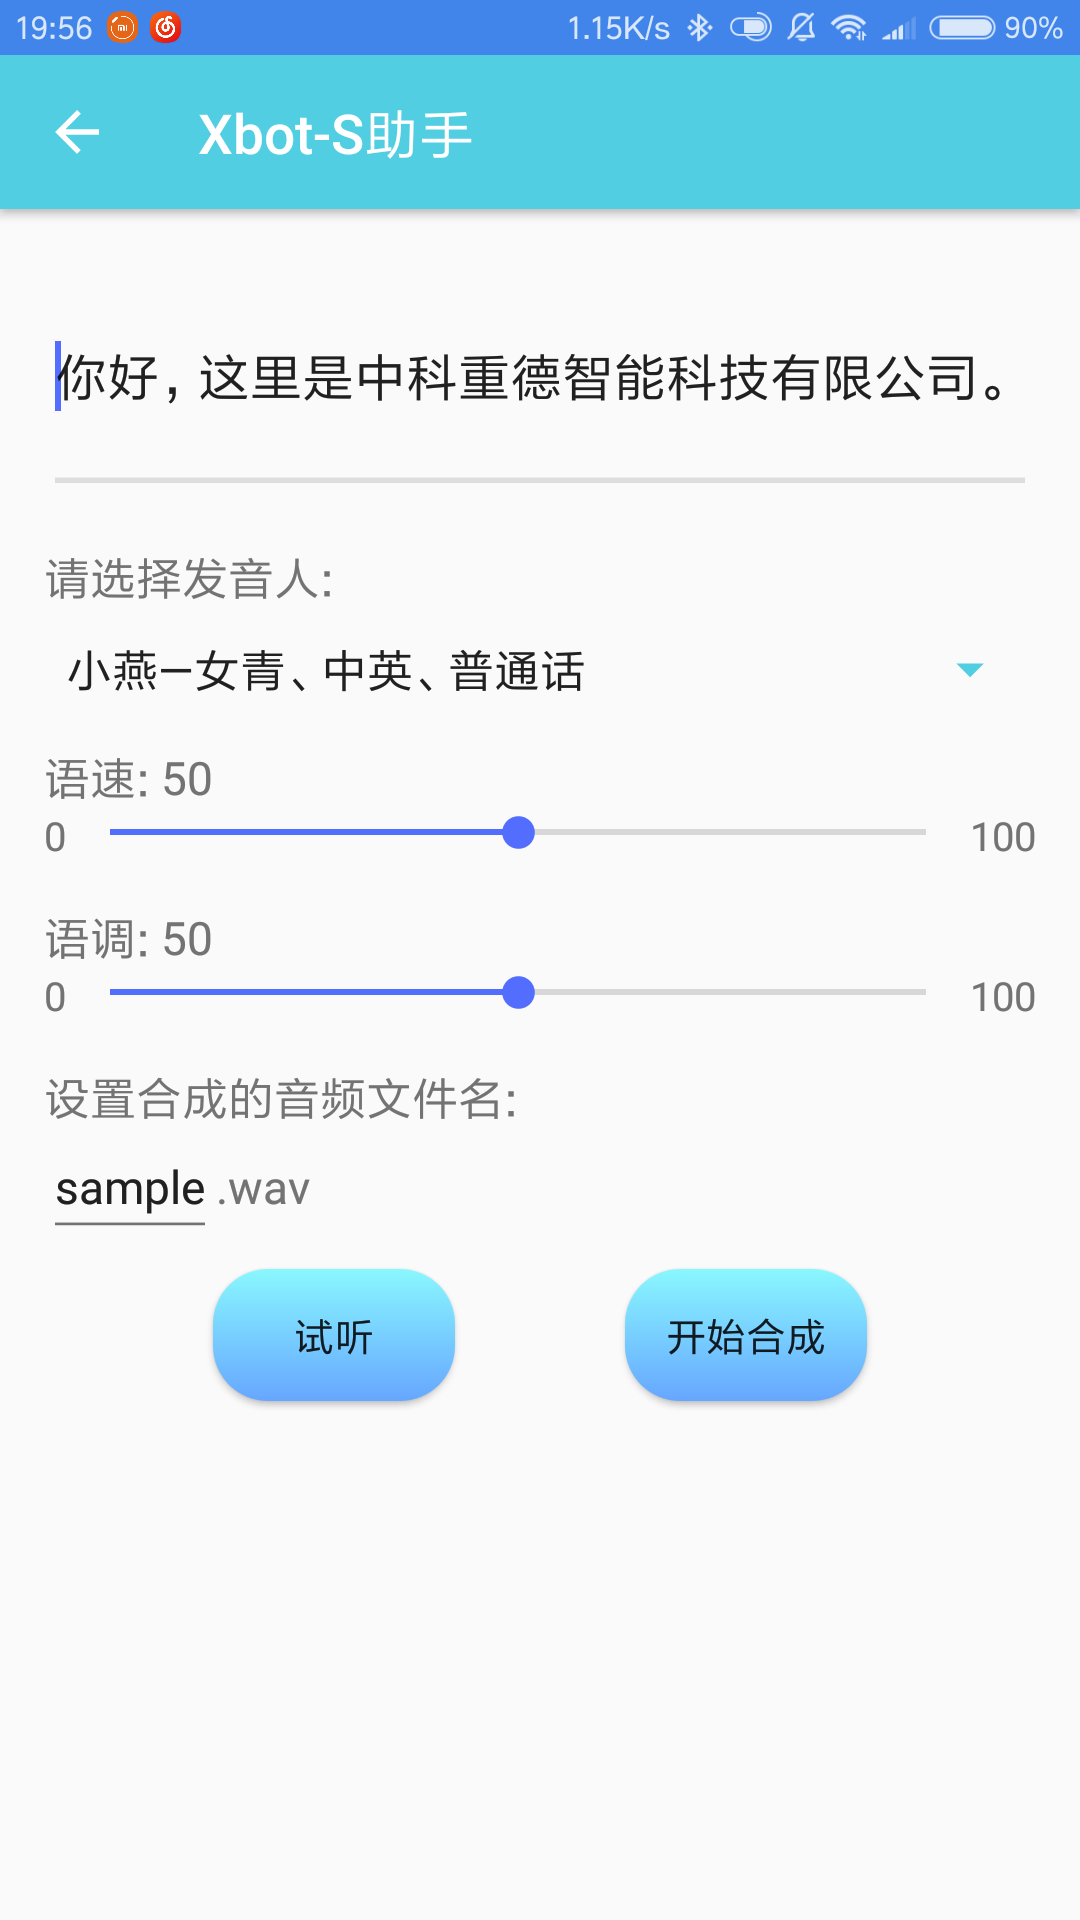 19:56 1.15K/s 90%
Xbot-S助手
你好，这里是中科重德智能科技有限公司。
请选择发音人:
小燕—女青、中英、普通话
语速: 50
0 100
语调: 50
0 100
设置合成的音频文件名:
sample .wav
试听 开始合成